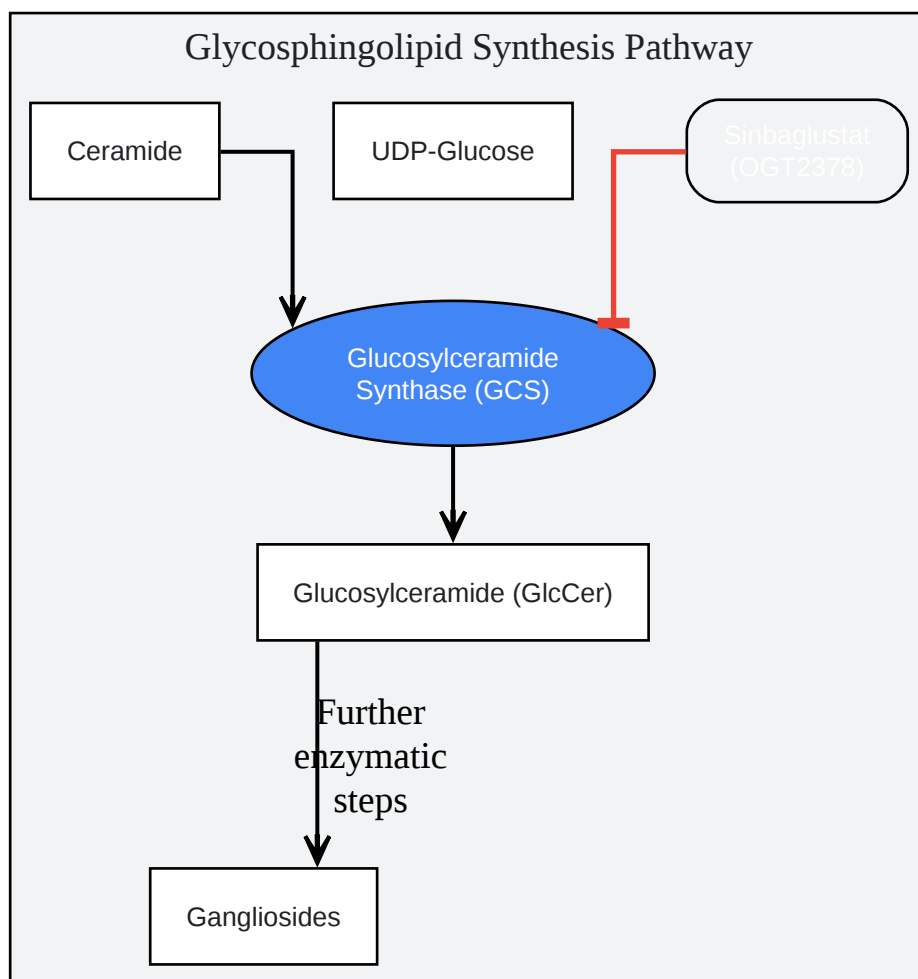 Glycosphingolipid Synthesis Pathway
Ceramide
UDP-Glucose
Sinbaglustat
(OGT2378)
Glucosylceramide
Synthase (GCS)
Glucosylceramide (GlcCer)
Further
enzymatic
steps
Gangliosides